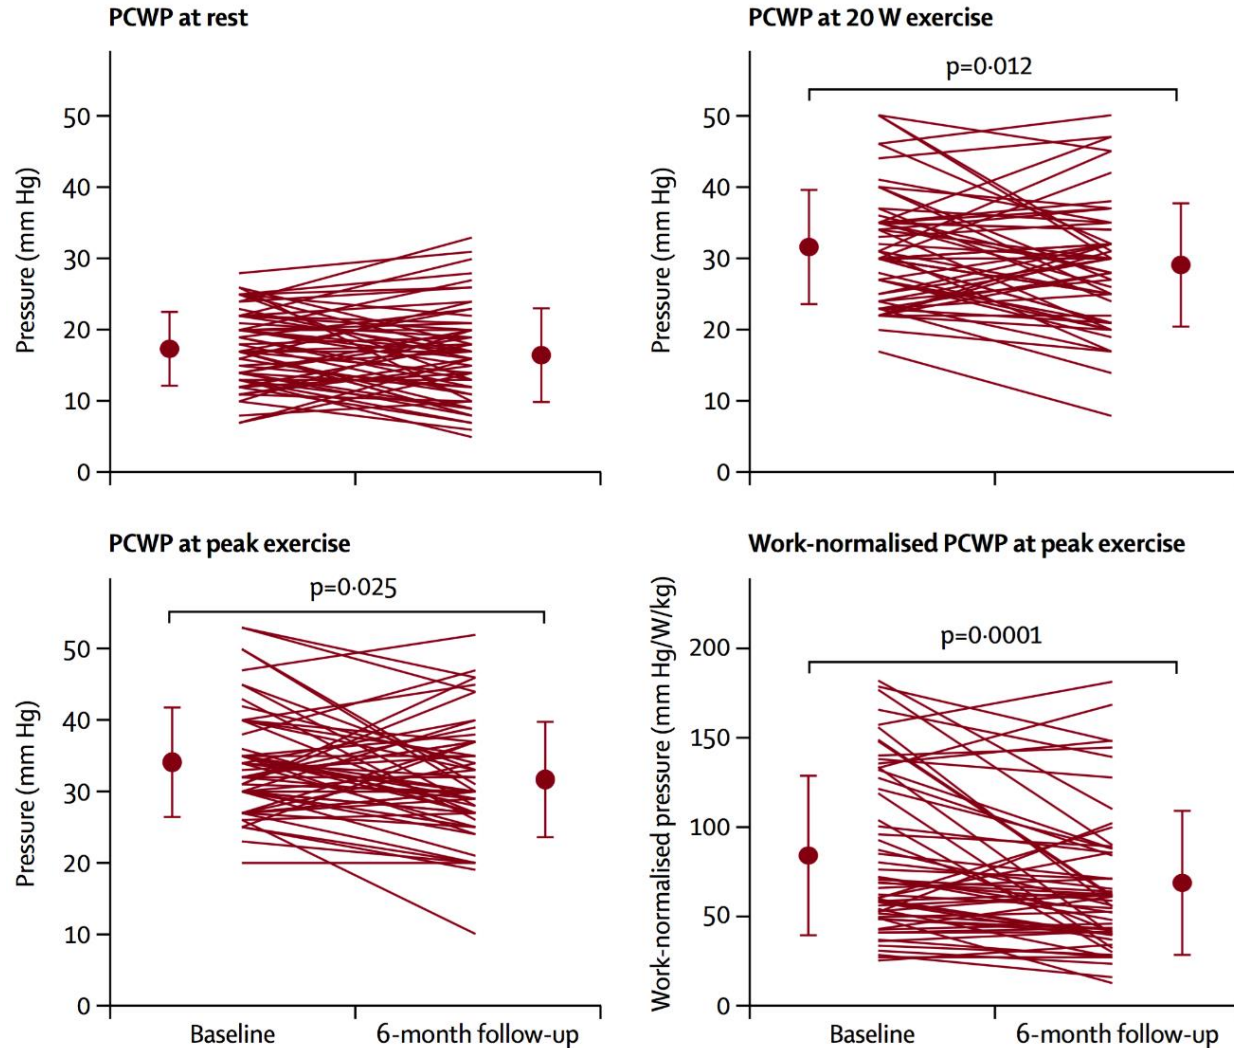 PCWP at rest
Pressure (mm Hg)
50
40
30
20
10
0
PCWP at 20 W exercise
p=0·012
Pressure (mm Hg)
50
40
30
20
10
0
PCWP at peak exercise
p=0·025
Pressure (mm Hg)
50
40
30
20
10
0
Baseline
6-month follow-up
Work-normalised PCWP at peak exercise
p=0·0001
Work-normalised pressure (mm Hg/W/kg)
200
150
100
50
0
Baseline
6-month follow-up